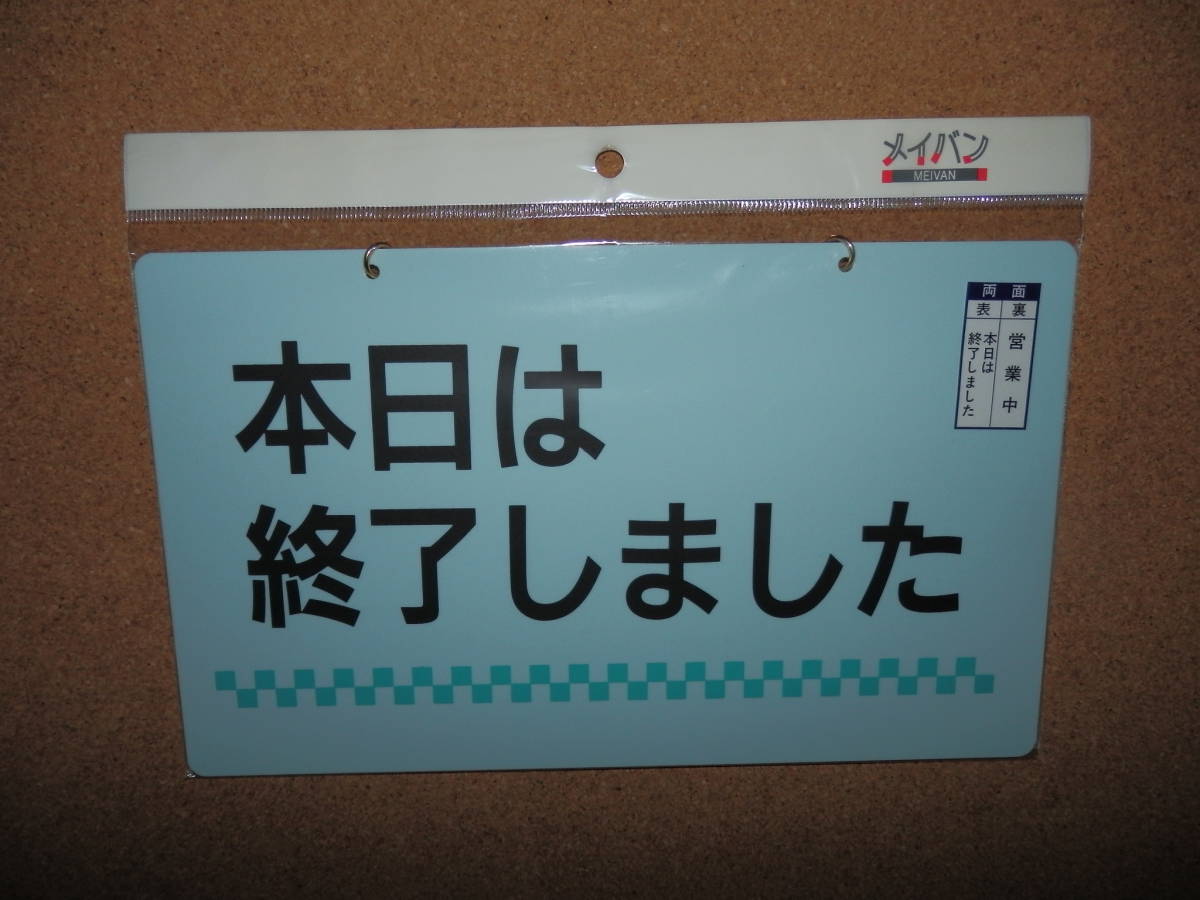 メイバン
MEIVAN
本日は
終了しました
両面
表 裏
営業中
本日は
終了しました